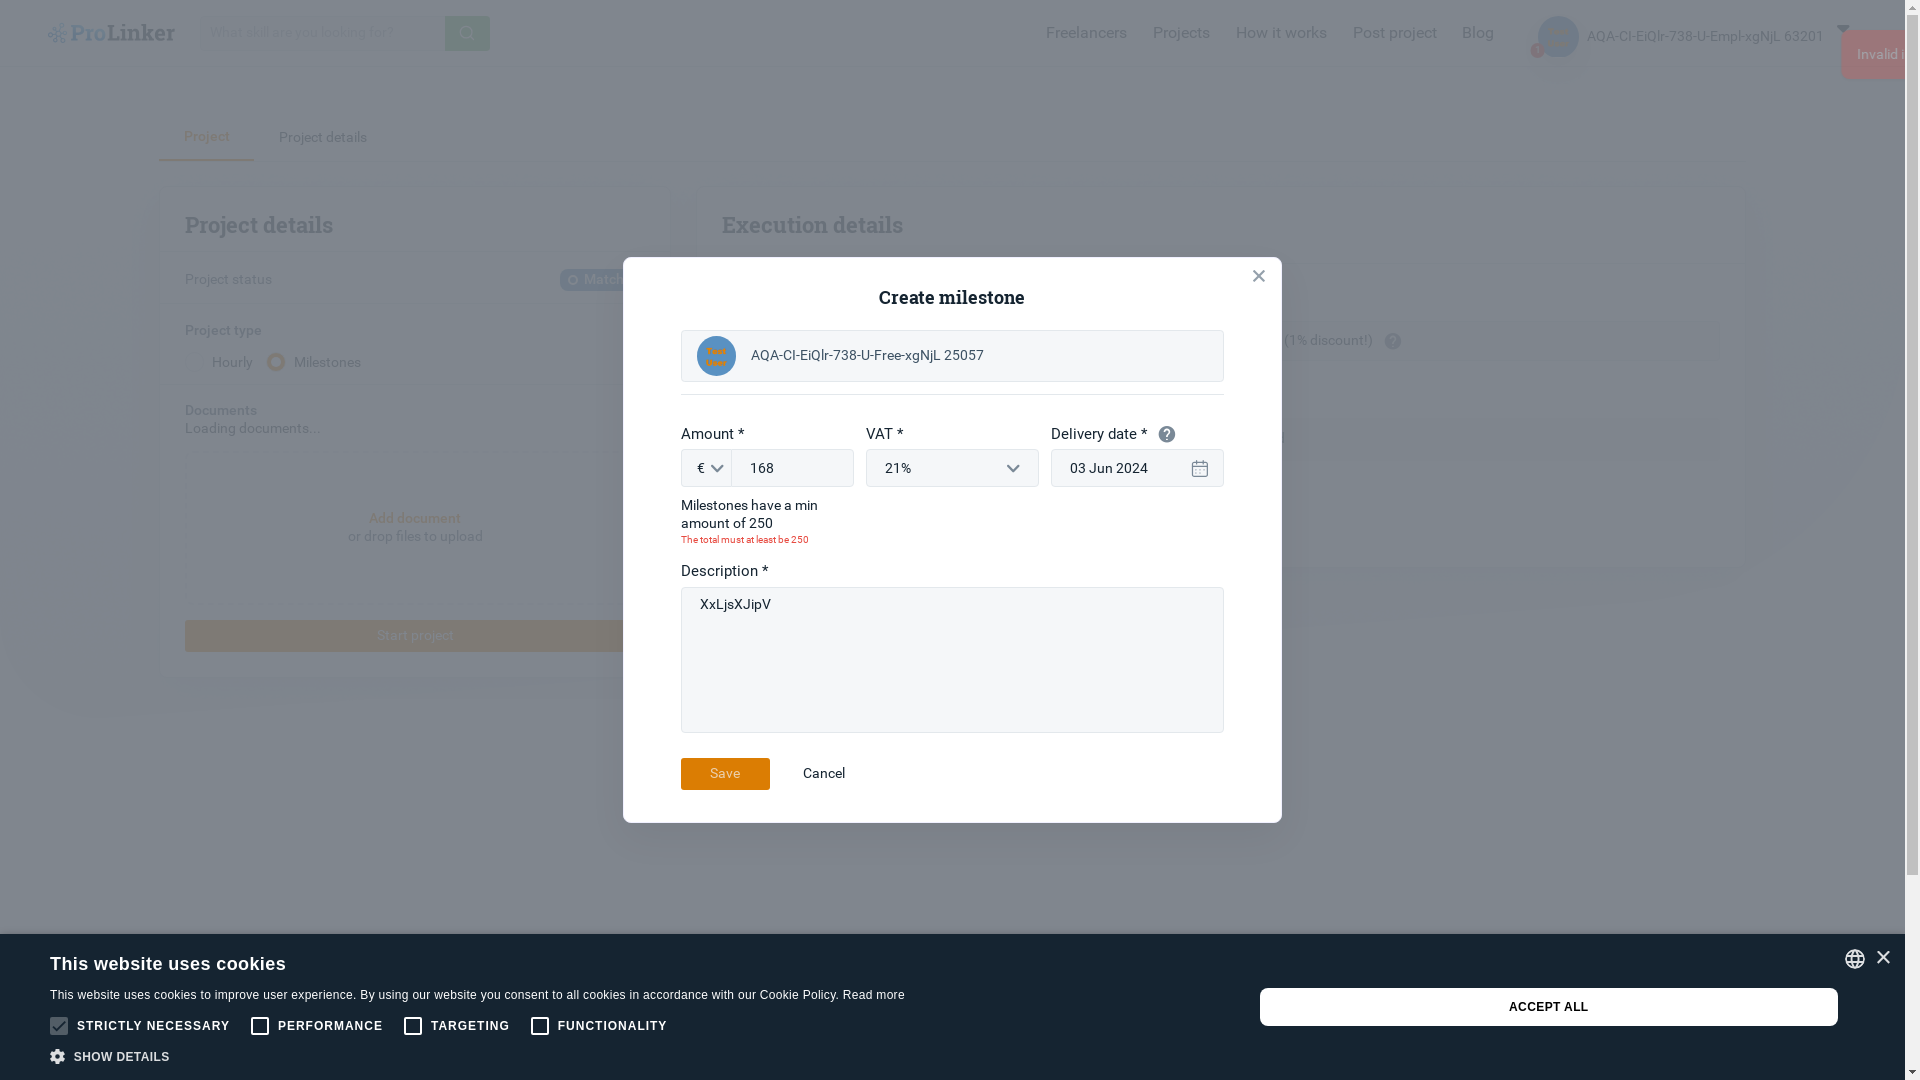 ProLinker
What skill are you looking for?
Freelancers
Projects
How it works
Post project
Blog
1
AQA-CI-EiQlr-738-U-Empl-xgNjL 63201
Invalid i
Project
Project details
Project details
Execution details
Project status
Match
Project type
Hourly
Milestones
(1% discount!)
Documents
Loading documents...
Add document
or drop files to upload
Start project
Create milestone
Test
User
AQA-CI-EiQlr-738-U-Free-xgNjL 25057
Amount *
VAT *
Delivery date *
€
168
21%
03 Jun 2024
Milestones have a min
amount of 250
The total must at least be 250
Description *
XxLjsXJipV
Save
Cancel
This website uses cookies
This website uses cookies to improve user experience. By using our website you consent to all cookies in accordance with our Cookie Policy. Read more
STRICTLY NECESSARY
PERFORMANCE
TARGETING
FUNCTIONALITY
SHOW DETAILS
ACCEPT ALL